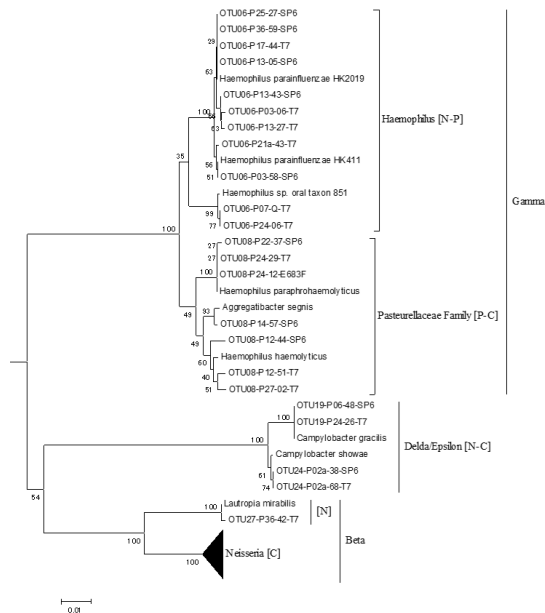 OTU06-P25-27-SP6
OTU06-P36-59-SP6
29
OTU06-P17-44-T7
OTU06-P13-05-SP6
63
Haemophilus parainfluenzae HK2019
OTU06-P13-43-SP6
100
OTU06-P03-06-T7
Haemophilus [N-P]
53
OTU06-P13-27-T7
OTU06-P21a-43-T7
35
56
Haemophilus parainfluenzae HK411
51
OTU06-P03-58-SP6
Haemophilus sp. oral taxon 851
Gamma
99
OTU06-P07-Q-T7
77
OTU06-P24-06-T7
100
27
OTU08-P22-37-SP6
27
OTU08-P24-29-T7
100
OTU08-P24-12-E683F
Haemophilus paraphrohaemolyticus
49
93
Aggregatibacter segnis
Pasteurellaceae Family [P-C]
OTU08-P14-57-SP6
49
OTU08-P12-44-SP6
60
Haemophilus haemolyticus
40
OTU08-P12-51-T7
51
OTU08-P27-02-T7
OTU19-P06-48-SP6
100
OTU19-P24-26-T7
100
Campylobacter gracilis
Delda/Epsilon [N-C]
Campylobacter showae
61
OTU24-P02a-38-SP6
74
OTU24-P02a-68-T7
54
Lautropia mirabilis
100
OTU27-P36-42-T7
[N]
100
Beta
100
Neisseria [C]
0.01